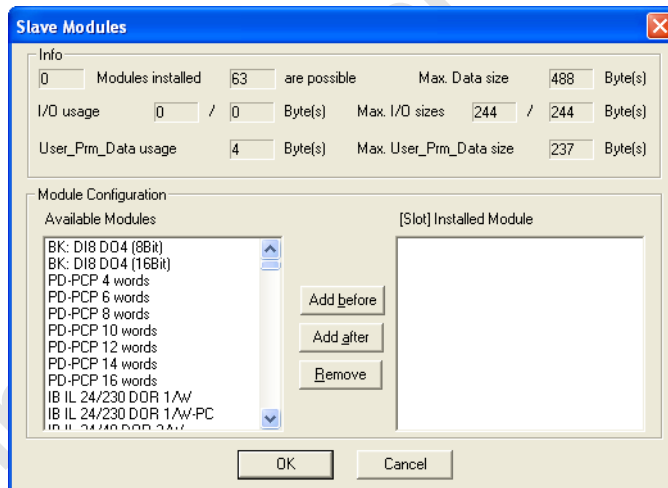 Slave Modules
Info
0 Modules installed 63 are possible Max. Data size 488 Byte(s)
I/O usage 0 / 0 Byte(s) Max. I/O sizes 244 / 244 Byte(s)
User_Prm_Data usage 4 Byte(s) Max. User_Prm_Data size 237 Byte(s)
Module Configuration
Available Modules [Slot] Installed Module
BK: DI8 DO4 (8Bit)
BK: DI8 DO4 (16Bit)
PD-PCP 4 words
PD-PCP 6 words
PD-PCP 8 words
PD-PCP 10 words
PD-PCP 12 words
PD-PCP 14 words
PD-PCP 16 words
IB IL 24/230 DOR 1/W
IB IL 24/230 DOR 1/W-PC
Add before
Add after
Remove
OK Cancel